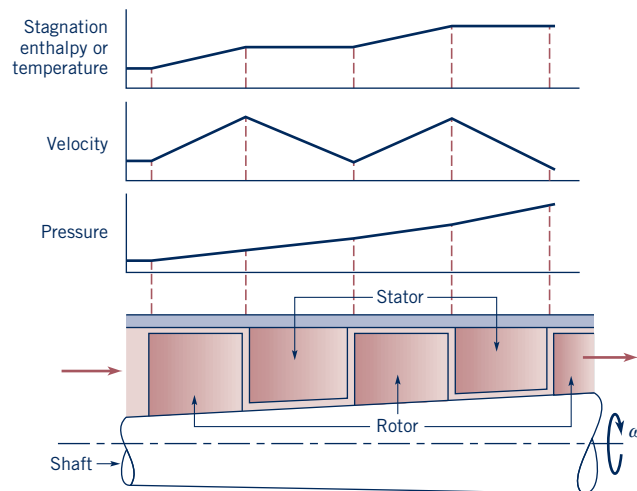 Stagnation
enthalpy or
temperature
Velocity
Pressure
Stator
Rotor
Shaft
ω